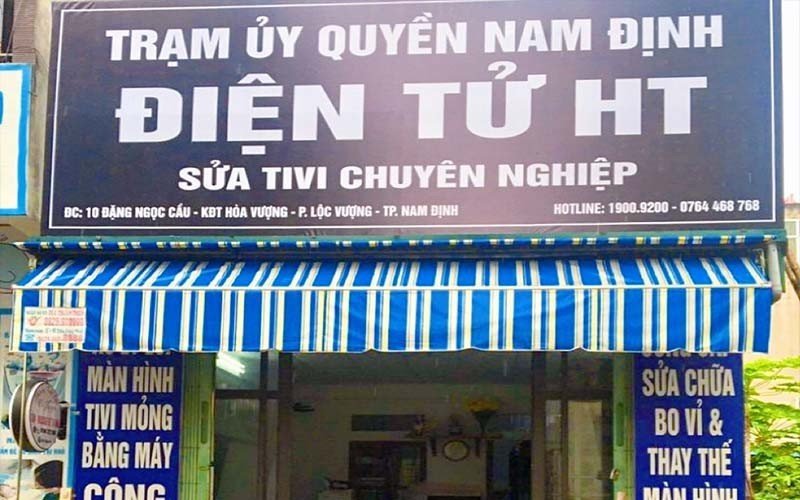 TRẠM ỦY QUYỀN NAM ĐỊNH
ĐIỆN TỬ HT
SỬA TIVI CHUYÊN NGHIỆP
ĐC: 10 ĐẶNG NGỌC CẦU - KĐT HÒA VƯỢNG - P. LỘC VƯỢNG - TP. NAM ĐỊNH
HOTLINE: 1900.9200 - 0764 468 768
MÀN HÌNH
TIVI MỎNG
BẰNG MÁY
CÔNG
SỬA CHỮA
BO VỈ &
THAY THẾ
MÀN HÌNH